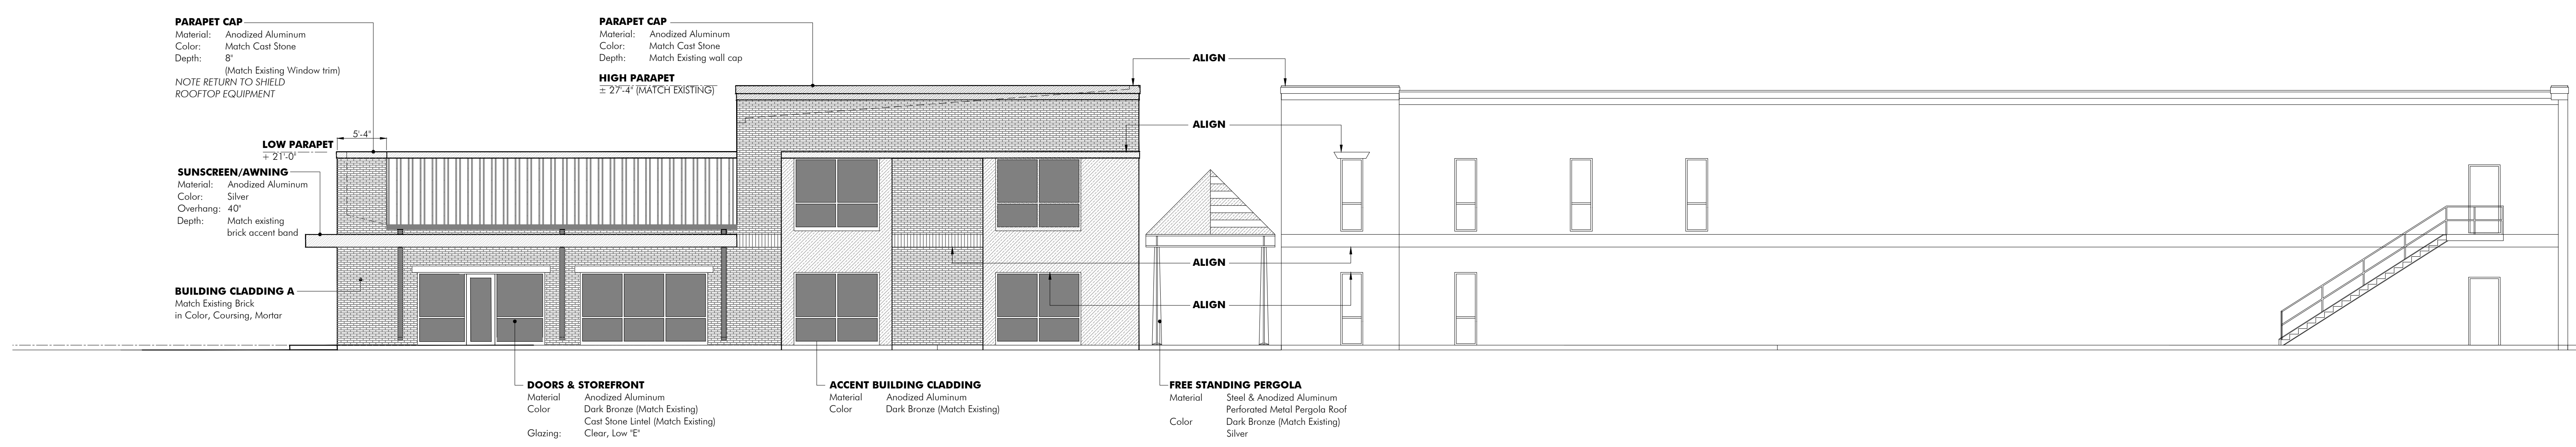 PARAPET CAP
Material: Anodized Aluminum
Color: Match Cast Stone
Depth: 8"
(Match Existing Window trim)
NOTE RETURN TO SHIELD
ROOFTOP EQUIPMENT
PARAPET CAP
Material: Anodized Aluminum
Color: Match Cast Stone
Depth: Match Existing wall cap
HIGH PARAPET
± 27'-4" (MATCH EXISTING)
ALIGN
ALIGN
5'-4"
LOW PARAPET
+ 21'-0"
SUNSCREEN/AWNING
Material: Anodized Aluminum
Color: Silver
Overhang: 40"
Depth: Match existing
brick accent band
ALIGN
BUILDING CLADDING A
Match Existing Brick
in Color, Coursing, Mortar
ALIGN
DOORS & STOREFRONT
Material Anodized Aluminum
Color Dark Bronze (Match Existing)
Cast Stone Lintel (Match Existing)
Glazing: Clear, Low "E"
ACCENT BUILDING CLADDING
Material Anodized Aluminum
Color Dark Bronze (Match Existing)
FREE STANDING PERGOLA
Material Steel & Anodized Aluminum
Perforated Metal Pergola Roof
Color Dark Bronze (Match Existing)
Silver